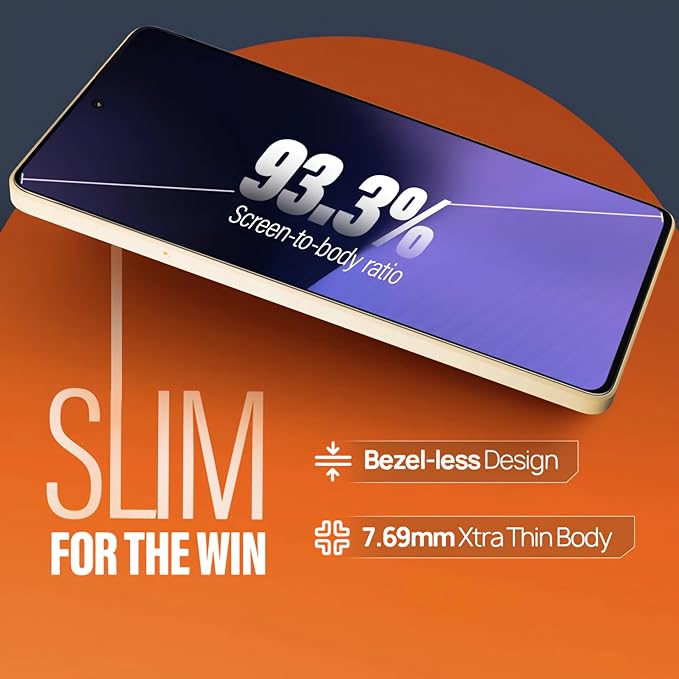 93.3%
Screen-to-body ratio
SLIM
FOR THE WIN
Bezel-less Design
7.69mm Xtra Thin Body